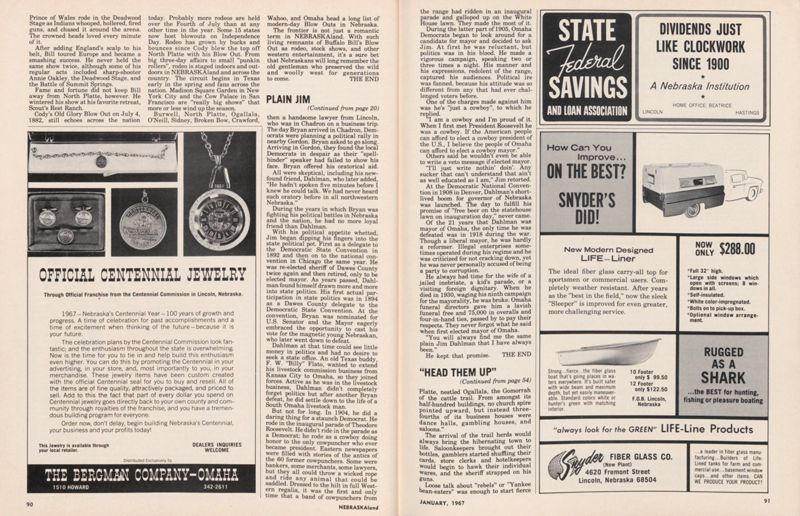 Prince of Wales rode in the Deadwood
Stage as Indians whooped, hollered, fired
guns, and chased it around the arena.
The crowned heads loved every minute
of it.
After adding England's scalp to his
belt, Bill toured Europe and became a
smashing success. He never held the
same show twice, although some of his
regular acts included sharp-shooter
Annie Oakley, the Deadwood Stage, and
the Battle of Summit Springs.
Fame and fortune did not keep Bill
away from North Platte, however. He
wintered his show at his favorite retreat,
Scout's Rest Ranch.
Cody's Old Glory Blow Out on July 4,
1882, still echoes across the nation
today. Probably more rodeos are held
over the Fourth of July than at any
other time in the year. Some 15 states
now host blowouts on Independence
Day. Rodeo has grown by bucks and
bounces since Cody blew the top off
North Platte with his Blow Out. From
big three-day affairs to small "punkin
rollers", rodeo is staged indoors and out-
doors in NEBRASKAland and across the
country. The circuit begins in Texas
early in the spring and fans across the
nation. Madison Square Garden in New
York City and the Cow Palace in San
Francisco are "really big shows" that
more or less wind up the season.
Burwell, North Platte, Ogallala,
O'Neill, Sidney, Broken Bow, Crawford,
Wahoo, and Omaha head a long list of
modern-day Blow Outs in Nebraska.
The frontier is not just a romantic
term in NEBRASKAland. With such
living remnants of Buffalo Bill's Blow
Out as rodeo, stock shows, and other
western entertainment, it's a sure bet
that Nebraskans will long remember the
old gentlemen who preserved the wild
and woolly west for generations
to come. THE END
PLAIN JIM
(Continued from page 20)
then a handsome lawyer from Lincoln,
who was in Chadron on a business trip.
The day Bryan arrived in Chadron, Dem-
ocrats were planning a political rally in
nearby Gordon. Bryan asked to go along.
Arriving in Gordon, they found the local
Democrats in despair as their "spell-
binder" speaker had failed to show his
face. Bryan offered his oratorical aid.
All were skeptical, including his new-
found friend, Dahlman, who later added,
"He hadn't spoken five minutes before I
knew he could talk. We had never heard
such oratory before in all northwestern
Nebraska."
During the years in which Bryan was
fighting his political battles in Nebraska
and the nation, he had no more loyal
friend than Dahlman.
With his political appetite whetted,
Jim began dipping his fingers into the
state political pot. First as a delegate to
the Democratic State Convention in
1892 and then on to the national con-
vention in Chicago the same year. He
was re-elected sheriff of Dawes County
twice again and then retired, only to be
elected mayor. As years passed, Dahl-
man found himself drawn more and more
into state politics. His first actual par-
ticipation in state politics was in 1894
as a Dawes County delegate to the
Democratic State Convention. At the
convention, Bryan was nominated for
U.S. Senator and the Mayor eagerly
embraced the opportunity to cast his
vote for the magnetic young Nebraskan,
who later went down to defeat.
Dahlman at that time could see little
money in politics and had no desire to
seek a state office. An old Texas buddy,
F. W. "Billy" Flato, wanted to extend
his livestock commission business from
Kansas City to Omaha, so they joined
forces. Active as he was in the livestock
business, Dahlman didn't completely
forget politics but after another Bryan
defeat, he did settle down to the life of a
South Omaha livestock man.
But not for long. In 1904, he did a
daring thing for a staunch Democrat. He
rode in the inaugural parade of Theodore
Roosevelt. He didn't ride in the parade as
a Democrat; he rode as a cowboy doing
honor to the only cowpuncher who ever
became president. Eastern newspapers
were filled with stories of the antics of
the 60 former cowpunchers. Some were
bankers, some merchants, some lawyers,
but they all could throw a wicked rope
and ride any animal that could be
saddled. Dressed to the hilt in full West-
ern regalia, it was the first and only
time that a band of cowpunchers from
OFFICIAL CENTENNIAL JEWELRY
Through Official Franchise from the Centennial Commission in Lincoln, Nebraska.
1967—Nebraska's Centennial Year—100 years of growth and
progress. A time of celebration for past accomplishments and a
time of excitement when thinking of the future—because it is
your future.
The celebration plans by the Centennial Commission look fan-
tastic; and the enthusiasm throughout the state is overwhelming.
Now is the time for you to tie in and help build this enthusiasm
even higher. You can do this by promoting the Centennial in your
advertising, in your store, and, most importantly to you, in your
merchandise. These jewelry items have been custom created
with the official Centennial seal for you to buy and resell. All of
the items are of fine quality, attractively packaged, and priced to
sell. Add to this the fact that part of every dollar you spend on
Centennial jewelry goes directly back to your own county and com-
munity through royalties of the franchise, and you have a tremen-
dous building program for everyone.
Order now, don't delay, begin building Nebraska's Centennial,
your business and your profits today!
This Jewelry is available through
your local retailer.
DEALERS INQUIRIES
WELCOME
Distributed Exclusively by
THE BERGMAN COMPANY—OMAHA
1510 HOWARD 342-2611
90
NEBRASKAland
the range had ridden in an inaugural
parade and galloped up on the White
House lawn. They made the most of it.
During the latter part of 1905, Omaha
Democrats began to look around for a
candidate for mayor and decided to aid
Jim. At first he was reluctant, but
politics was in his blood. He made a
vigorous campaign, speaking two or
three times a night. His manner and
his expressions, redolent of the range,
captured his audiences. Political ire
was fanned, because his attitude was so
different from any that had ever chal-
lenged voters before.
One of the charges made against him
was he's "just a cowboy", to which he
replied.
"I am a cowboy and I'm proud of it.
When I first met President Roosevelt he
was a cowboy. If the American people
can afford to elect a cowboy president of
the U.S., I believe the people of Omaha
can afford to elect a cowboy mayor."
Others said he wouldn't even be able
to write a veto message if elected mayor.
"I'll just write nothin' doin'. Any
sucker that can't understand that ain't
as well educated as I am," Jim retorted.
At the Democratic National Conven-
tion in 1908 in Denver, Dahlman's short-
lived boom for governor of Nebraska
was launched. The day to fulfill his
promise of "free beer on the statehouse
lawn on inauguration day," never came.
Of the 21 years that Dahlman was
mayor of Omaha, the only time he was
defeated was in 1918 during the war.
Though a liberal mayor, he was hardly
a reformer. Illegal enterprises some-
times operated during his regime and he
was criticized for not cracking down, yet
he was never personally accused of being
a party to corruption.
He always had time for the wife of a
jailed inebriate, a kid's parade, or a
visiting foreign dignitary. When he
died in 1930, waging his ninth campaign
for the mayorality, he was broke. Omaha
funeral directors gave him a lavish
funeral free and 75,000 in overalls and
four-in-hand ties, passed by to pay their
respects. They never forgot what he said
when first elected mayor of Omaha.
"You will always find me the same
plain Jim Dahlman that I have always
been."
He kept that promise. THE END
"HEAD THEM UP"
(Continued from page 54)
Platte, nestled Ogallala, the Gomorrah
of the cattle trail. From amongst its
half-hundred buildings, no church spire
pointed upward, but instead three-
fourths of its business houses were
dance halls, gambling houses, and
saloons."
The arrival of the trail herds would
always bring the hibernating town to
life. Saloonkeepers brought out their
bottles, gamblers started shuffling their
cards, store clerks and hotelkeepers
would begin to hawk their individual
wares, and the sheriff strapped on his
guns.
Loose talk about "rebels" or "Yankee
bean-eaters" was enough to start fierce
JANUARY, 1967
91
STATE
Federal
SAVINGS
AND LOAN ASSOCIATION
DIVIDENDS JUST
LIKE CLOCKWORK
SINCE 1900
A Nebraska Institution
HOME OFFICE: BEATRICE
LINCOLN HASTINGS
How Can You
Improve...
ON THE BEST?
SNYDER'S
DID!
New Modern Designed
LIFE-Liner
The ideal fiber glass carry-all top for
sportsmen or commercial users. Com-
pletely weather resistant. After years
as the "best in the field," now the sleek
"Sleeper" is improved for even greater,
more challenging service.
NOW
ONLY $288.00
*Full 32" high.
*Large side windows which
open with screens; 8 win-
dows in all.
*Self-insulated.
*White color-impregnated.
*Bolts on to pick-up box.
*Optional window arrange-
ment.
Strong...fierce...the fiber glass
boat that's going places in wa-
ters everywhere. It's built safer
with wide beam and maximum
depth, but yet easily maneuver-
able. Standard colors white or
hunter's green with matching
interior.
10 Footer
only $ 99.50
12 Footer
only $122.50
F.O.B. Lincoln,
Nebraska
RUGGED
AS A
SHARK
...the BEST for hunting,
fishing or pleasure boating
"always look for the GREEN" LIFE-Line Products
Snyder FIBER GLASS CO.
(New Plant)
4620 Fremont Street
Lincoln, Nebraska 68504
...a leader in fiber glass manu-
facturing...Builders of Life-
Lined tanks for farm and com-
mercial use...basement window
caps...and other items. CAN
WE PRODUCE YOUR PRODUCT!